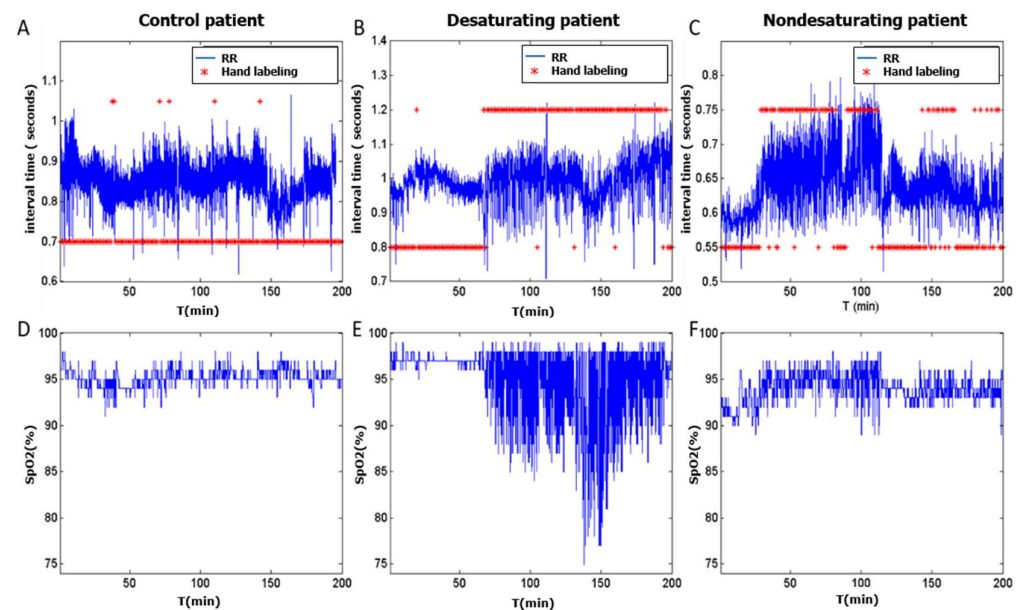 Control patient
Desaturating patient
Nondesaturating patient
A
RR
Hand labeling
interval time ( seconds)
1.1
1
0.9
0.8
0.7
0.6
50
100
150
200
T(min)
B
RR
Hand labeling
interval time ( seconds)
1.4
1.3
1.2
1.1
1
0.9
0.8
0.7
50
100
150
200
T(min)
C
RR
Hand labeling
interval time ( seconds)
0.8
0.75
0.7
0.65
0.6
0.55
0.5
50
100
150
200
T (min)
D
SpO2(%)
100
95
90
85
80
75
50
100
150
200
T(min)
E
SpO2(%)
100
95
90
85
80
75
50
100
150
200
T(min)
F
SpO2(%)
100
95
90
85
80
75
50
100
150
200
T(min)